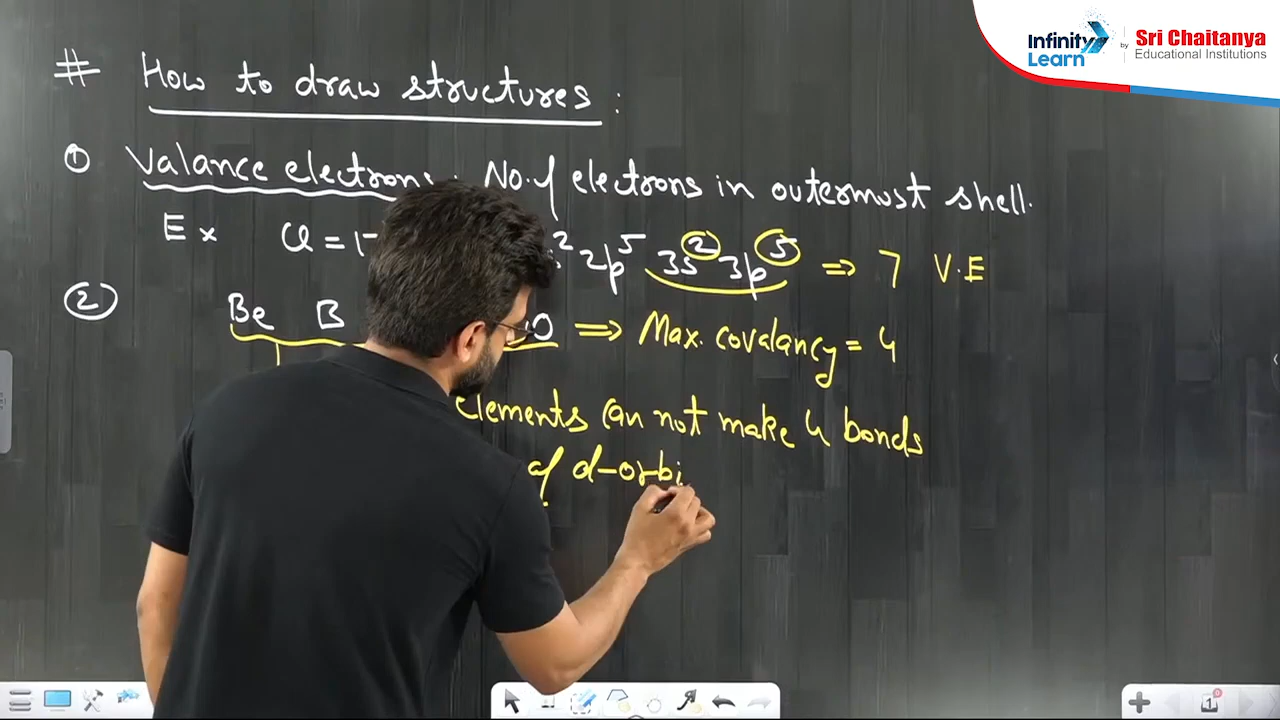 Infinity Learn by Sri Chaitanya Educational Institutions
# How to draw structures :
① Valance electrons : No. of electrons in outermost shell.
Ex Cl = 2p⁵ 3s² 3p⁵ ⇒ 7 V.E
② Be B O ⇒ Max. covalancy = 4
elements can not make 4 bonds
of d-orbi
1